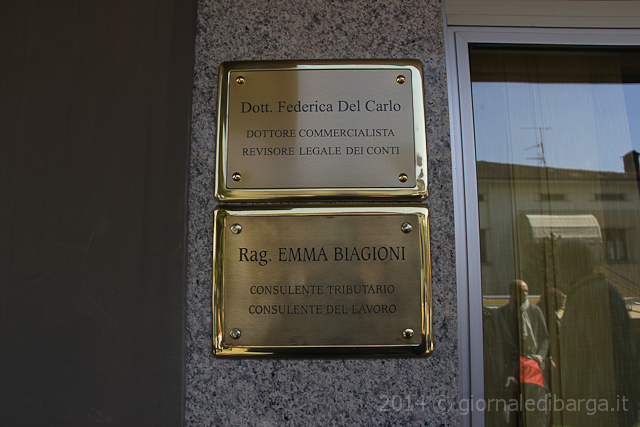 Dott. Federica Del Carlo
DOTTORE COMMERCIALISTA
REVISORE LEGALE DEI CONTI
Rag. EMMA BIAGIONI
CONSULENTE TRIBUTARIO
CONSULENTE DEL LAVORO
2014 © giornaledibarga.it